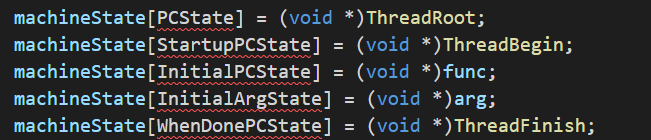 machineState[PCState] = (void *)ThreadRoot;
machineState[StartupPCState] = (void *)ThreadBegin;
machineState[InitialPCState] = (void *)func;
machineState[InitialArgState] = (void *)arg;
machineState[WhenDonePCState] = (void *)ThreadFinish;